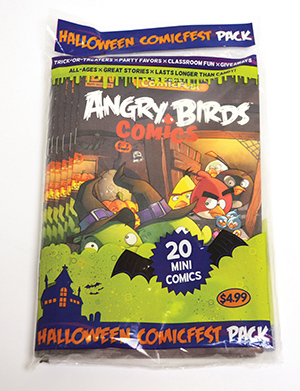 HALLOWEEN COMICFEST PACK
TRICK-OR-TREATERS × PARTY FAVORS × CLASSROOM FUN × GIVEAWAYS
ALL-AGES × GREAT STORIES × LASTS LONGER THAN CANDY!
COMICFEST
ANGRY BIRDS
COMICS
20
MINI
COMICS
$4.99
HALLOWEEN COMICFEST PACK